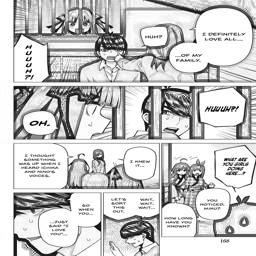 I DEFINITELY
LOVE ALL...
...OF MY
FAMILY.
HUH?
HUUUH?!
HUUUH?!
OH.
WHAT ARE
YOU GIRLS
DOING
HERE...?!
I KNEW
IT...
I THOUGHT
SOMETHING
WAS UP WHEN I
HEARD ICHIKA
AND NINO'S
VOICES.
YOU
NOTICED,
MIKU?
HOW LONG
HAVE YOU
KNOWN?
WAIT,
WAIT,
WAIT...
LET'S
SORT
THIS
OUT.
SO
WHEN
YOU...
...JUST
SAID "I
LOVE
YOU"...
168